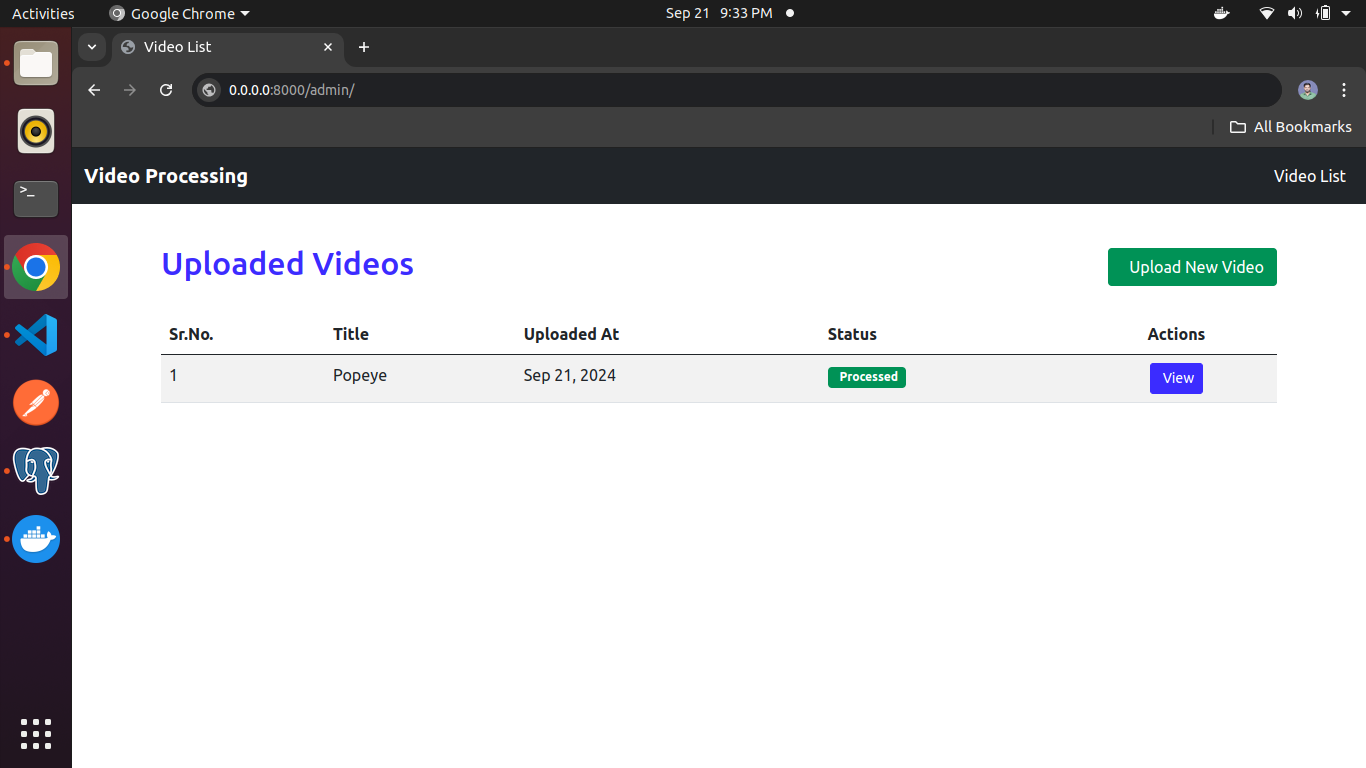 Activities Google Chrome Sep 21 9:33 PM
Video List
0.0.0.0:8000/admin/
All Bookmarks
Video Processing Video List
Uploaded Videos Upload New Video
Sr.No. Title Uploaded At Status Actions
1 Popeye Sep 21, 2024 Processed View
>_